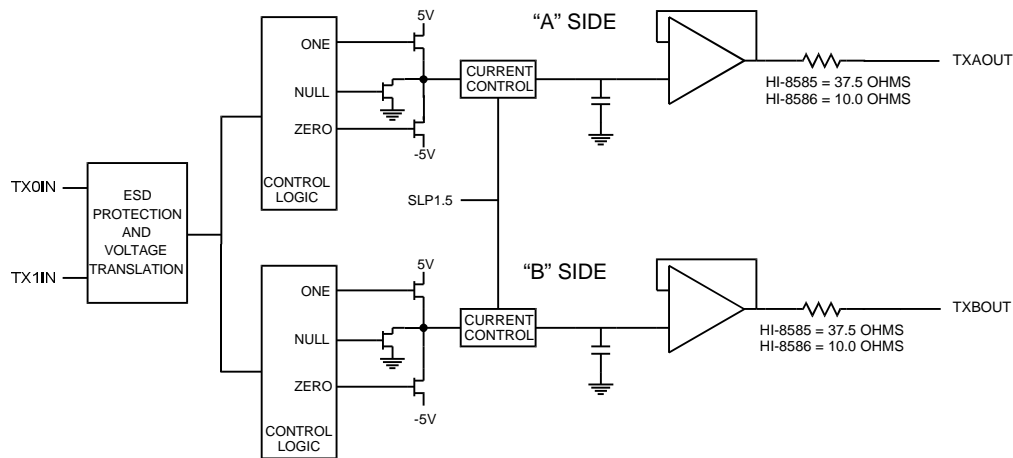 5V
"A" SIDE
ONE
CURRENT
CONTROL
TXAOUT
HI-8585 = 37.5 OHMS
HI-8586 = 10.0 OHMS
NULL
ZERO
-5V
CONTROL
LOGIC
TX0IN
ESD
PROTECTION
AND
VOLTAGE
TRANSLATION
TX1IN
SLP1.5
5V
"B" SIDE
ONE
CURRENT
CONTROL
TXBOUT
HI-8585 = 37.5 OHMS
HI-8586 = 10.0 OHMS
NULL
ZERO
-5V
CONTROL
LOGIC